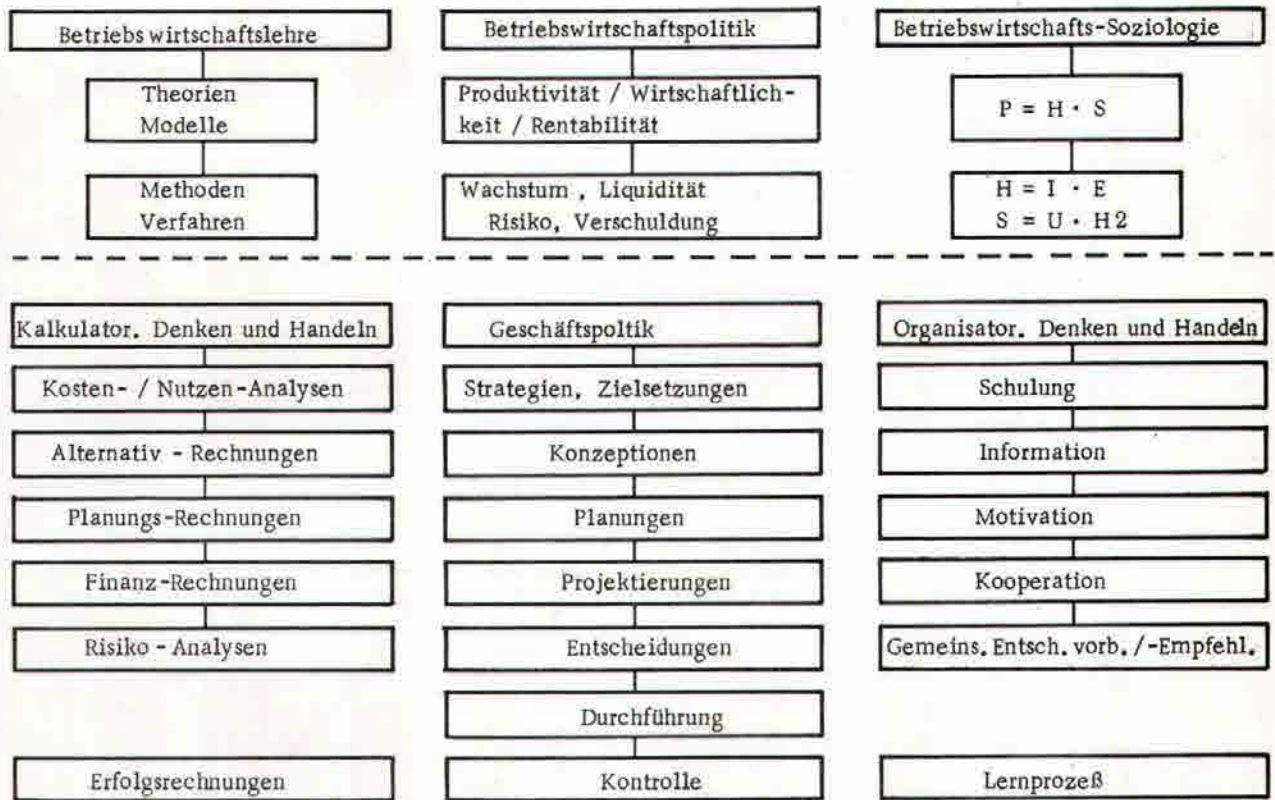 Betriebswirtschaftslehre
Theorien
Modelle
Methoden
Verfahren
Betriebswirtschaftspolitik
Produktivität / Wirtschaftlich-
keit / Rentabilität
Wachstum, Liquidität
Risiko, Verschuldung
Betriebswirtschafts-Soziologie
P = H · S
H = I · E
S = U · H2
Kalkulator. Denken und Handeln
Kosten- / Nutzen-Analysen
Alternativ - Rechnungen
Planungs-Rechnungen
Finanz-Rechnungen
Risiko - Analysen
Erfolgsrechnungen
Geschäftspoltik
Strategien, Zielsetzungen
Konzeptionen
Planungen
Projektierungen
Entscheidungen
Durchführung
Kontrolle
Organisator. Denken und Handeln
Schulung
Information
Motivation
Kooperation
Gemeins. Entsch. vorb. /-Empfehl.
Lernprozeß